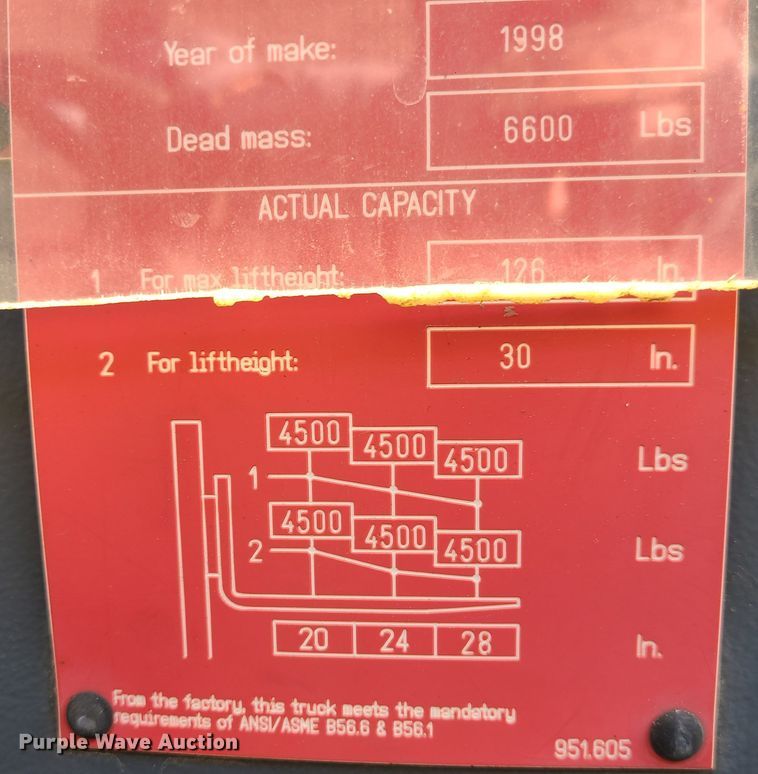 Year of make: 1998
Dead mass: 6600 Lbs
ACTUAL CAPACITY
1 For max liftheight: 126 In.
2 For liftheight: 30 In.
4500 4500 4500 Lbs
1
4500 4500 4500 Lbs
2
20 24 28 In.
From the factory, this truck meets the mandatory
requirements of ANSI/ASME B56.6 & B56.1
951.605
Purple Wave Auction